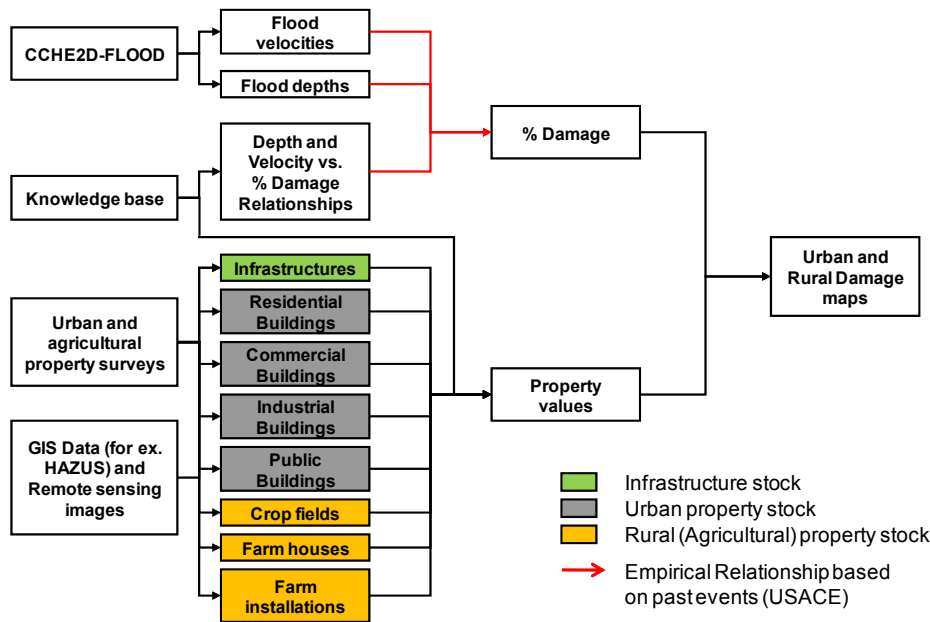 CCHE2D-FLOOD
Flood
velocities
Flood depths
Knowledge base
Depth and
Velocity vs.
% Damage
Relationships
% Damage
Urban and
agricultural
property surveys
GIS Data (for ex.
HAZUS) and
Remote sensing
images
Infrastructures
Residential
Buildings
Commercial
Buildings
Industrial
Buildings
Public
Buildings
Crop fields
Farm houses
Farm
installations
Property
values
Urban and
Rural Damage
maps
Infrastructure stock
Urban property stock
Rural (Agricultural) property stock
Empirical Relationship based
on past events (USACE)